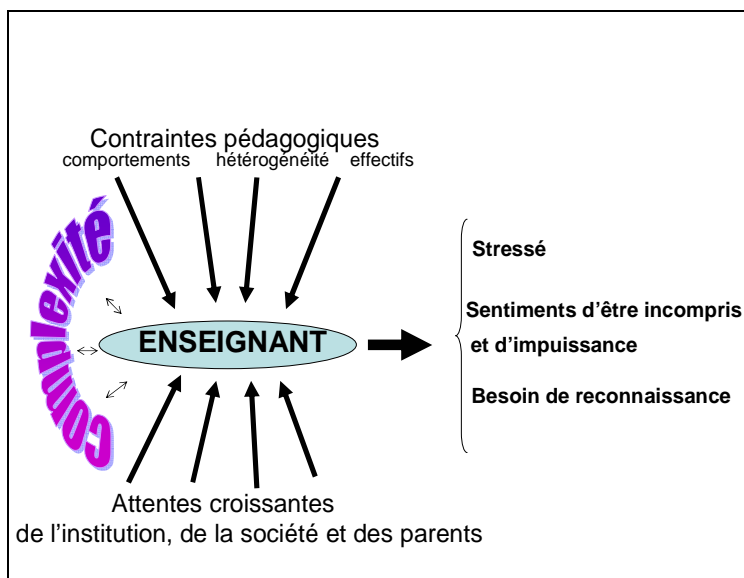 Contraintes pédagogiques
comportements hétérogénéité effectifs
Complexité
ENSEIGNANT
Stressé
Sentiments d'être incompris
et d'impuissance
Besoin de reconnaissance
Attentes croissantes
de l'institution, de la société et des parents